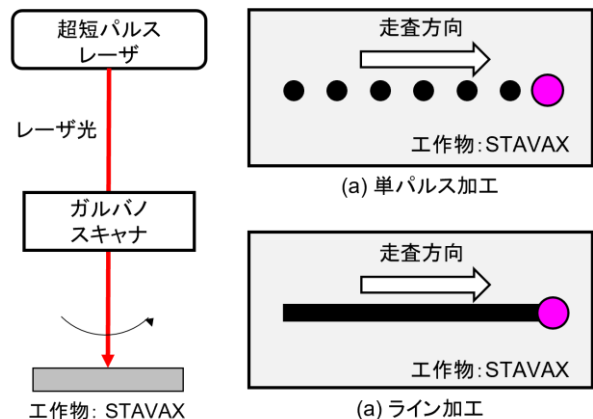 超短パルス
レーザ
レーザ光
ガルバノ
スキャナ
工作物： STAVAX
走査方向
工作物：STAVAX
(a) 単パルス加工
走査方向
工作物：STAVAX
(a) ライン加工